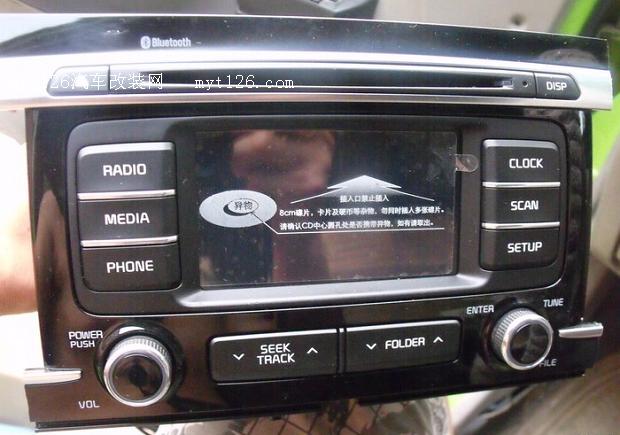 Bluetooth
126汽车改装网 myt126.com
DISP
RADIO
CLOCK
插入口禁止插入
异物
8cm碟片，卡片及硬币等杂物，勿同时插入多张碟片。
MEDIA
SCAN
请确认CD中心圆孔处是否携带异物，如有请取出。
PHONE
SETUP
ENTER
TUNE
POWER
PUSH
SEEK
TRACK
FOLDER
FILE
VOL